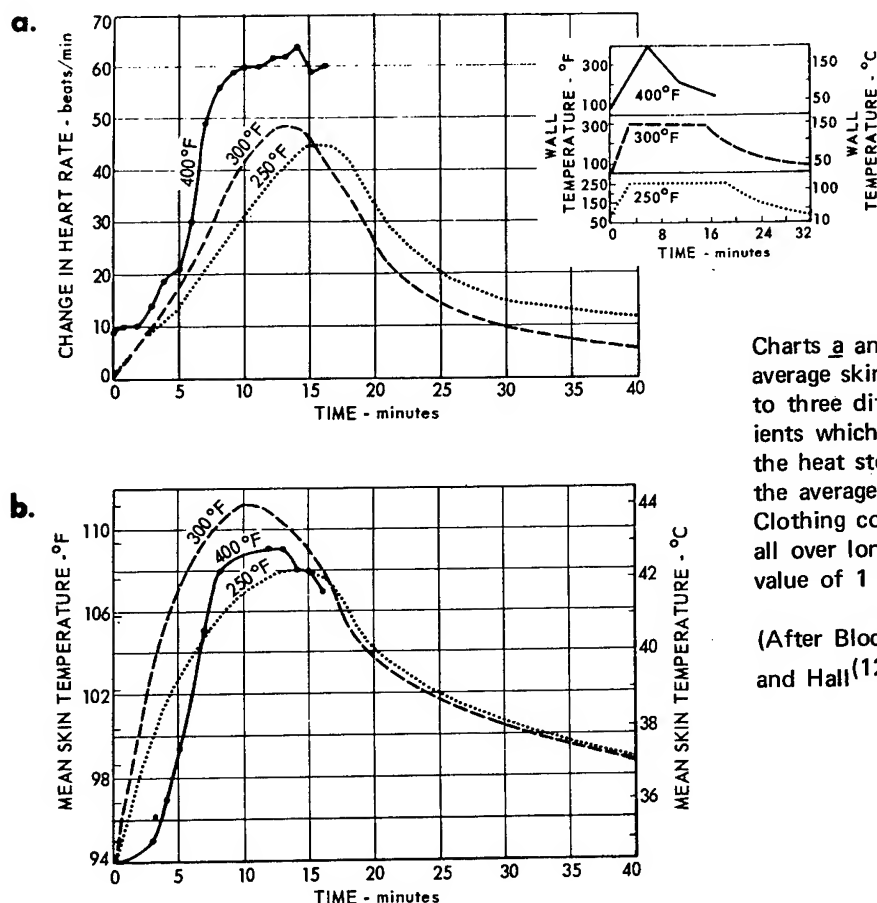 a.
CHANGE IN HEART RATE - beats/min
70
60
50
40
30
20
10
0
400°F
300°F
250°F
0 5 10 15 20 25 30 35 40
TIME - minutes
WALL TEMPERATURE - °F
300
100
300
100
250
150
50
400°F
300°F
250°F
150
50
150
50
100
10
WALL TEMPERATURE - °C
0 8 16 24 32
TIME - minutes
Charts a an
average skin
to three dif
ients which
the heat sto
the average
Clothing co
all over lon
value of 1
(After Bloc
and Hall(12
b.
MEAN SKIN TEMPERATURE - °F
110
106
102
98
94
300°F
400°F
250°F
44
42
40
38
36
MEAN SKIN TEMPERATURE - °C
0 5 10 15 20 25 30 35 40
TIME - minutes